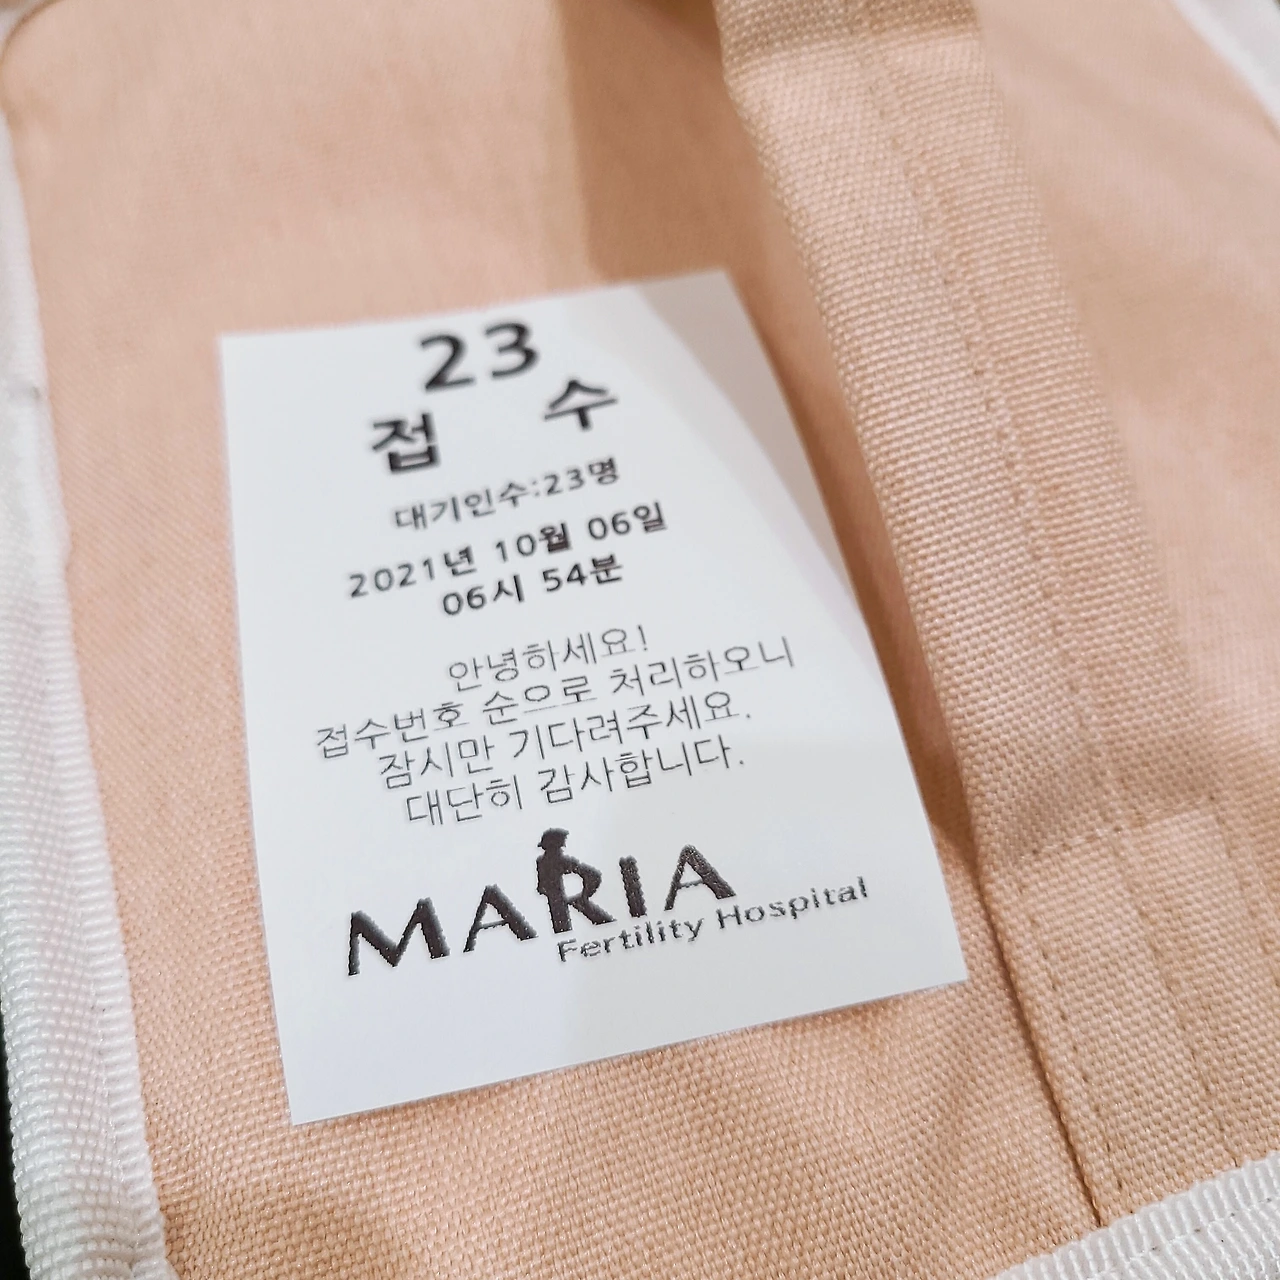 23
접 수
대기인수:23명
2021년 10월 06일
06시 54분
안녕하세요!
접수번호 순으로 처리하오니
잠시만 기다려주세요.
대단히 감사합니다.
MARIA
Fertility Hospital